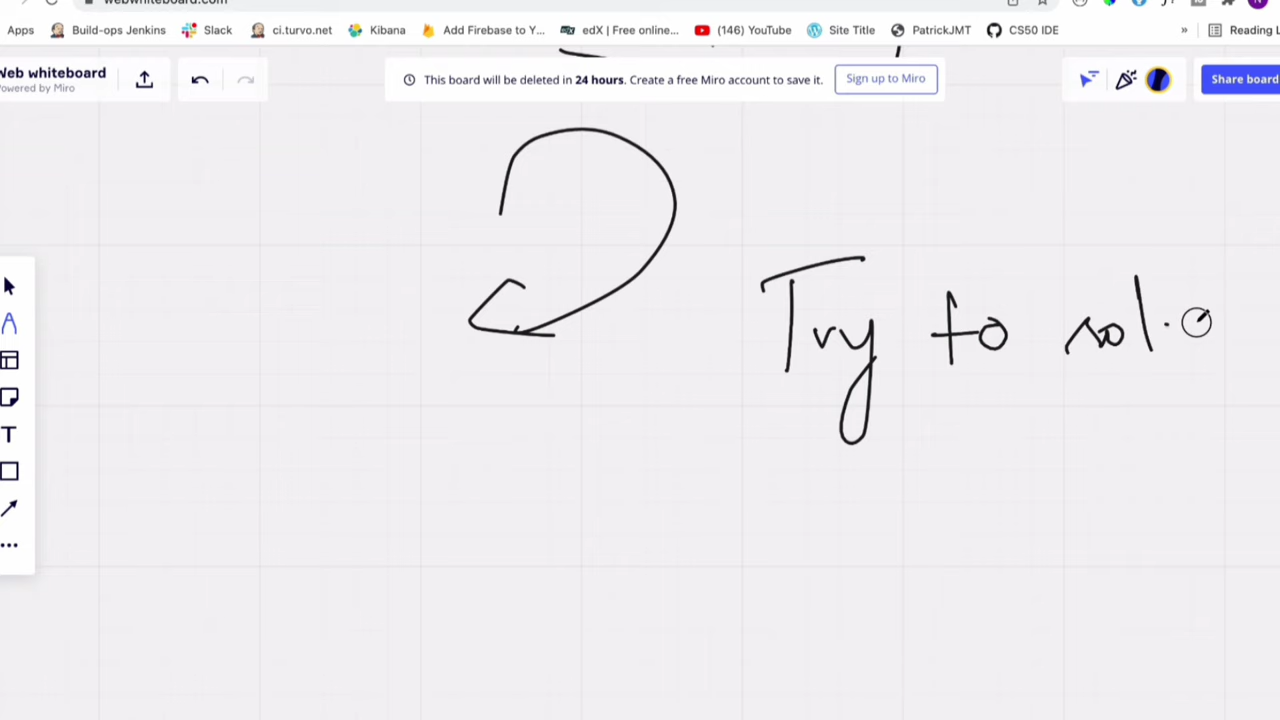 webwhiteboard.com
Apps Build-ops Jenkins Slack ci.turvo.net Kibana Add Firebase to Y... edX | Free online... (146) YouTube Site Title PatrickJMT CS50 IDE » Reading L
Web whiteboard
Powered by Miro
This board will be deleted in 24 hours. Create a free Miro account to save it. Sign up to Miro
Share board
Try to sol
T